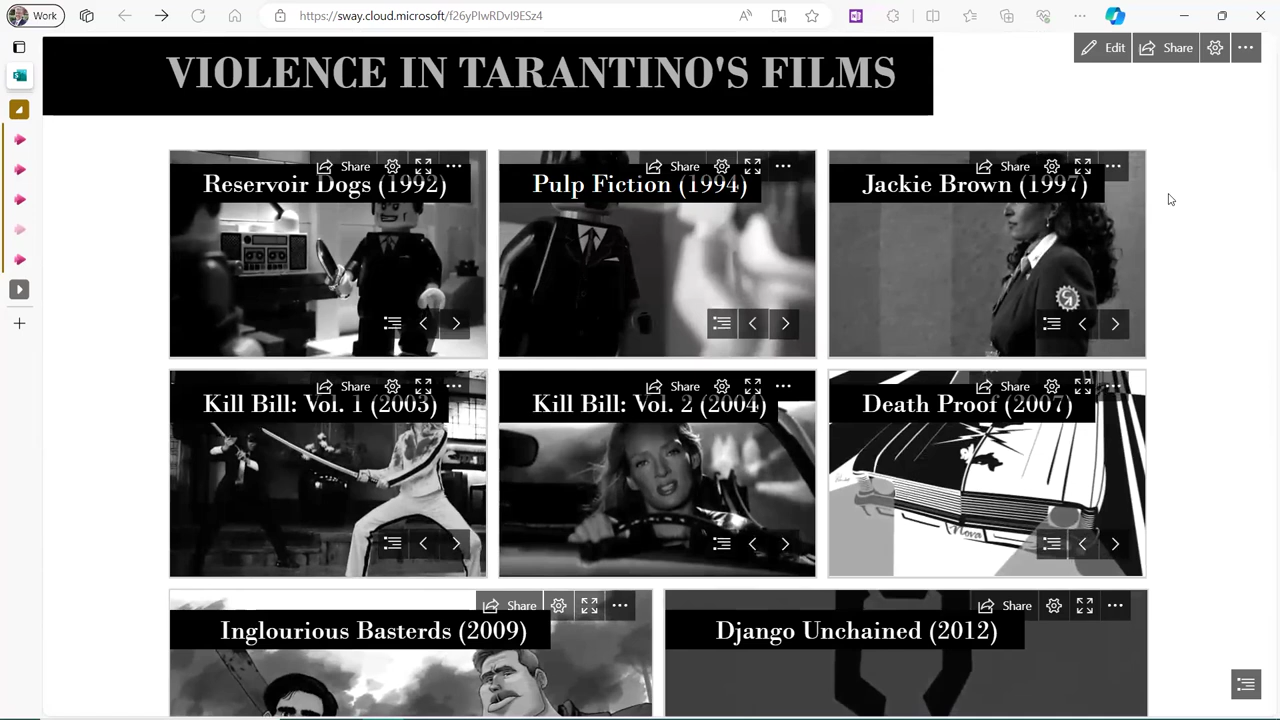 Work
https://sway.cloud.microsoft/f26yPIwRDvI9ESz4
Edit
Share
VIOLENCE IN TARANTINO'S FILMS
Share
Reservoir Dogs (1992)
Share
Pulp Fiction (1994)
Share
Jackie Brown (1997)
Share
Kill Bill: Vol. 1 (2003)
Share
Kill Bill: Vol. 2 (2004)
Share
Death Proof (2007)
Nova
Share
Inglourious Basterds (2009)
Share
Django Unchained (2012)